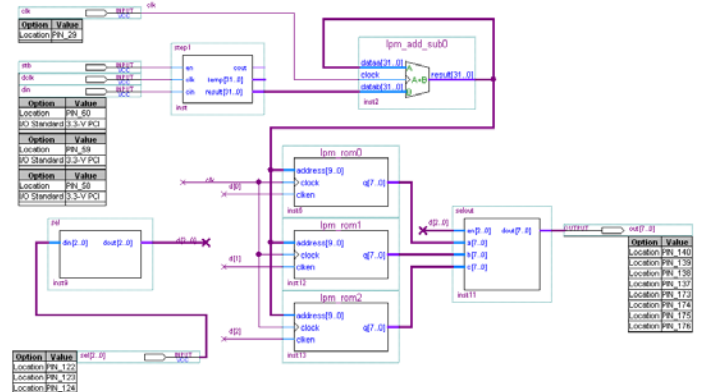 clk INPUT VCC clk
Option Value
Location PIN_29
step1
en cout
clk temp[31..0]
cin result[31..0]
inst
lpm_add_sub0
dataa[31..0]
clock
datab[31..0]
A
A+B
B
result[31..0]
inst2
dclk INPUT VCC
din INPUT VCC
Option Value
Location PIN_60
I/O Standard 3.3-V PCI
Option Value
Location PIN_59
I/O Standard 3.3-V PCI
Option Value
Location PIN_50
I/O Standard 3.3-V PCI
lpm_rom0
address[9..0]
clock q[7..0]
clken
clk
d[0]
lpm_rom1
address[9..0]
clock q[7..0]
clken
inst12
d[1]
lpm_rom2
address[9..0]
clock q[7..0]
clken
inst13
d[2]
sel
din[2..0] dout[2..0]
inst9
d[2..0]
selout
en[2..0] dout[7..0]
a[7..0]
b[7..0]
c[7..0]
inst11
d[2..0]
OUTPUT out[7..0]
Option Value
Location PIN_140
Location PIN_139
Location PIN_138
Location PIN_137
Location PIN_173
Location PIN_174
Location PIN_175
Location PIN_176
sel[2..0] INPUT VCC
Option Value
Location PIN_122
Location PIN_123
Location PIN_124